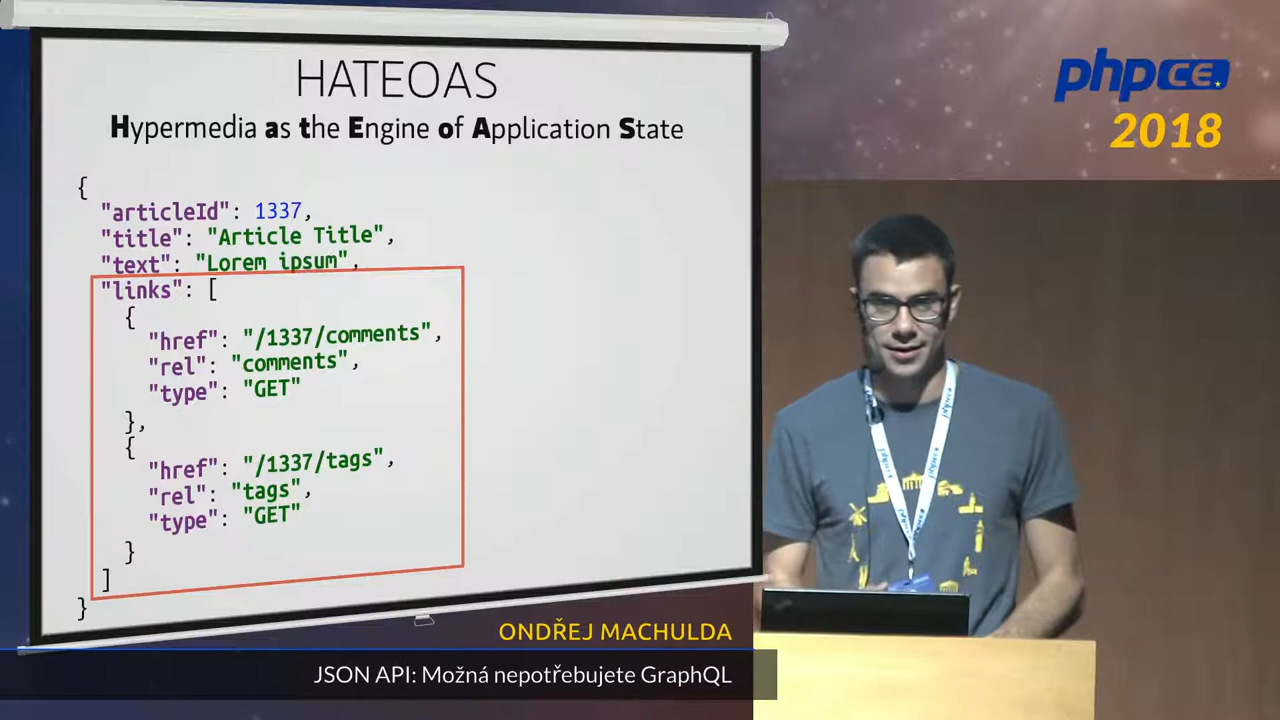 HATEOAS
Hypermedia as the Engine of Application State
{
"articleId": 1337,
"title": "Article Title",
"text": "Lorem ipsum",
"links": [
{
"href": "/1337/comments",
"rel": "comments",
"type": "GET"
},
{
"href": "/1337/tags",
"rel": "tags",
"type": "GET"
}
]
}
phpCE
2018
ONDŘEJ MACHULDA
JSON API: Možná nepotřebujete GraphQL